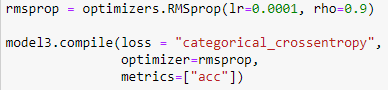 rmsprop = optimizers.RMSprop(lr=0.0001, rho=0.9)
model3.compile(loss = "categorical_crossentropy",
optimizer=rmsprop,
metrics=["acc"])